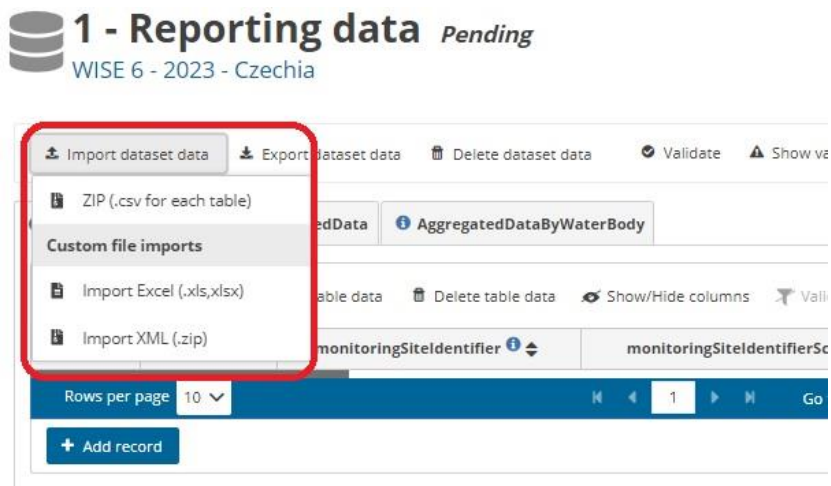 1 - Reporting data Pending
WISE 6 - 2023 - Czechia
Import dataset data Export dataset data Delete dataset data Validate Show va
ZIP (.csv for each table)
edData AggregatedDataByWaterBody
Custom file imports
Import Excel (.xls,xlsx) able data Delete table data Show/Hide columns Vali
Import XML (.zip)
monitoringSiteIdentifier monitoringSiteIdentifierSc
Rows per page 10 1 Go
+ Add record